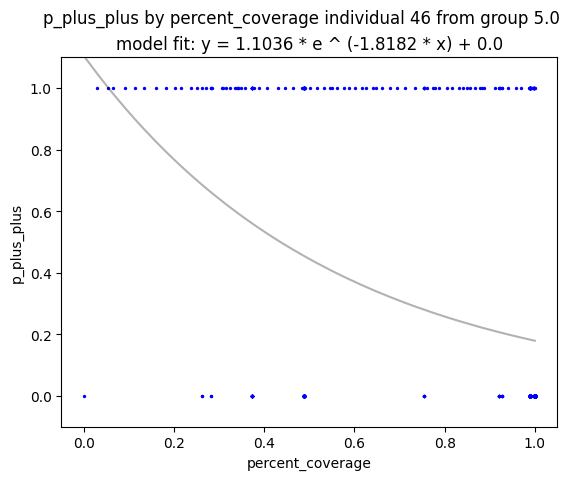 p_plus_plus by percent_coverage individual 46 from group 5.0
model fit: y = 1.1036 * e ^ (-1.8182 * x) + 0.0
1.0
0.8
0.6
0.4
0.2
0.0
p_plus_plus
0.0 0.2 0.4 0.6 0.8 1.0
percent_coverage